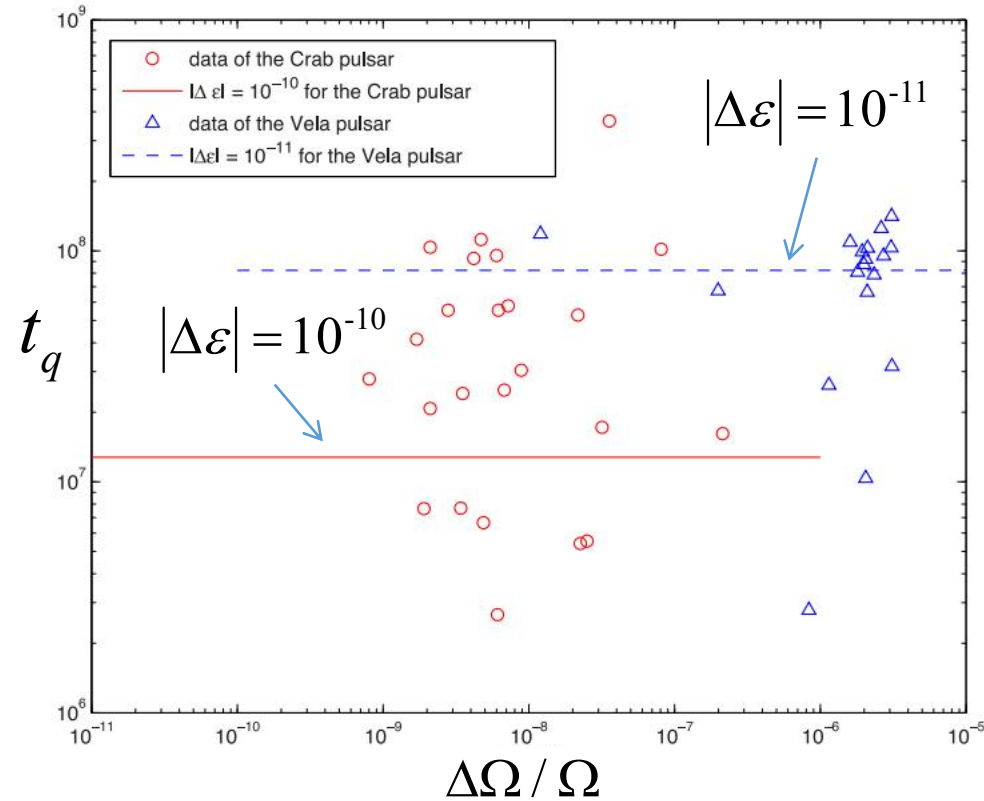 10⁹
data of the Crab pulsar
|Δ ε| = 10⁻¹⁰ for the Crab pulsar
data of the Vela pulsar
|Δε| = 10⁻¹¹ for the Vela pulsar
|Δε| = 10⁻¹¹
10⁸
t_q
|Δε| = 10⁻¹⁰
10⁷
10⁶
10⁻¹¹ 10⁻¹⁰ 10⁻⁹ 10⁻⁸ 10⁻⁷ 10⁻⁶ 10⁻⁵
ΔΩ / Ω